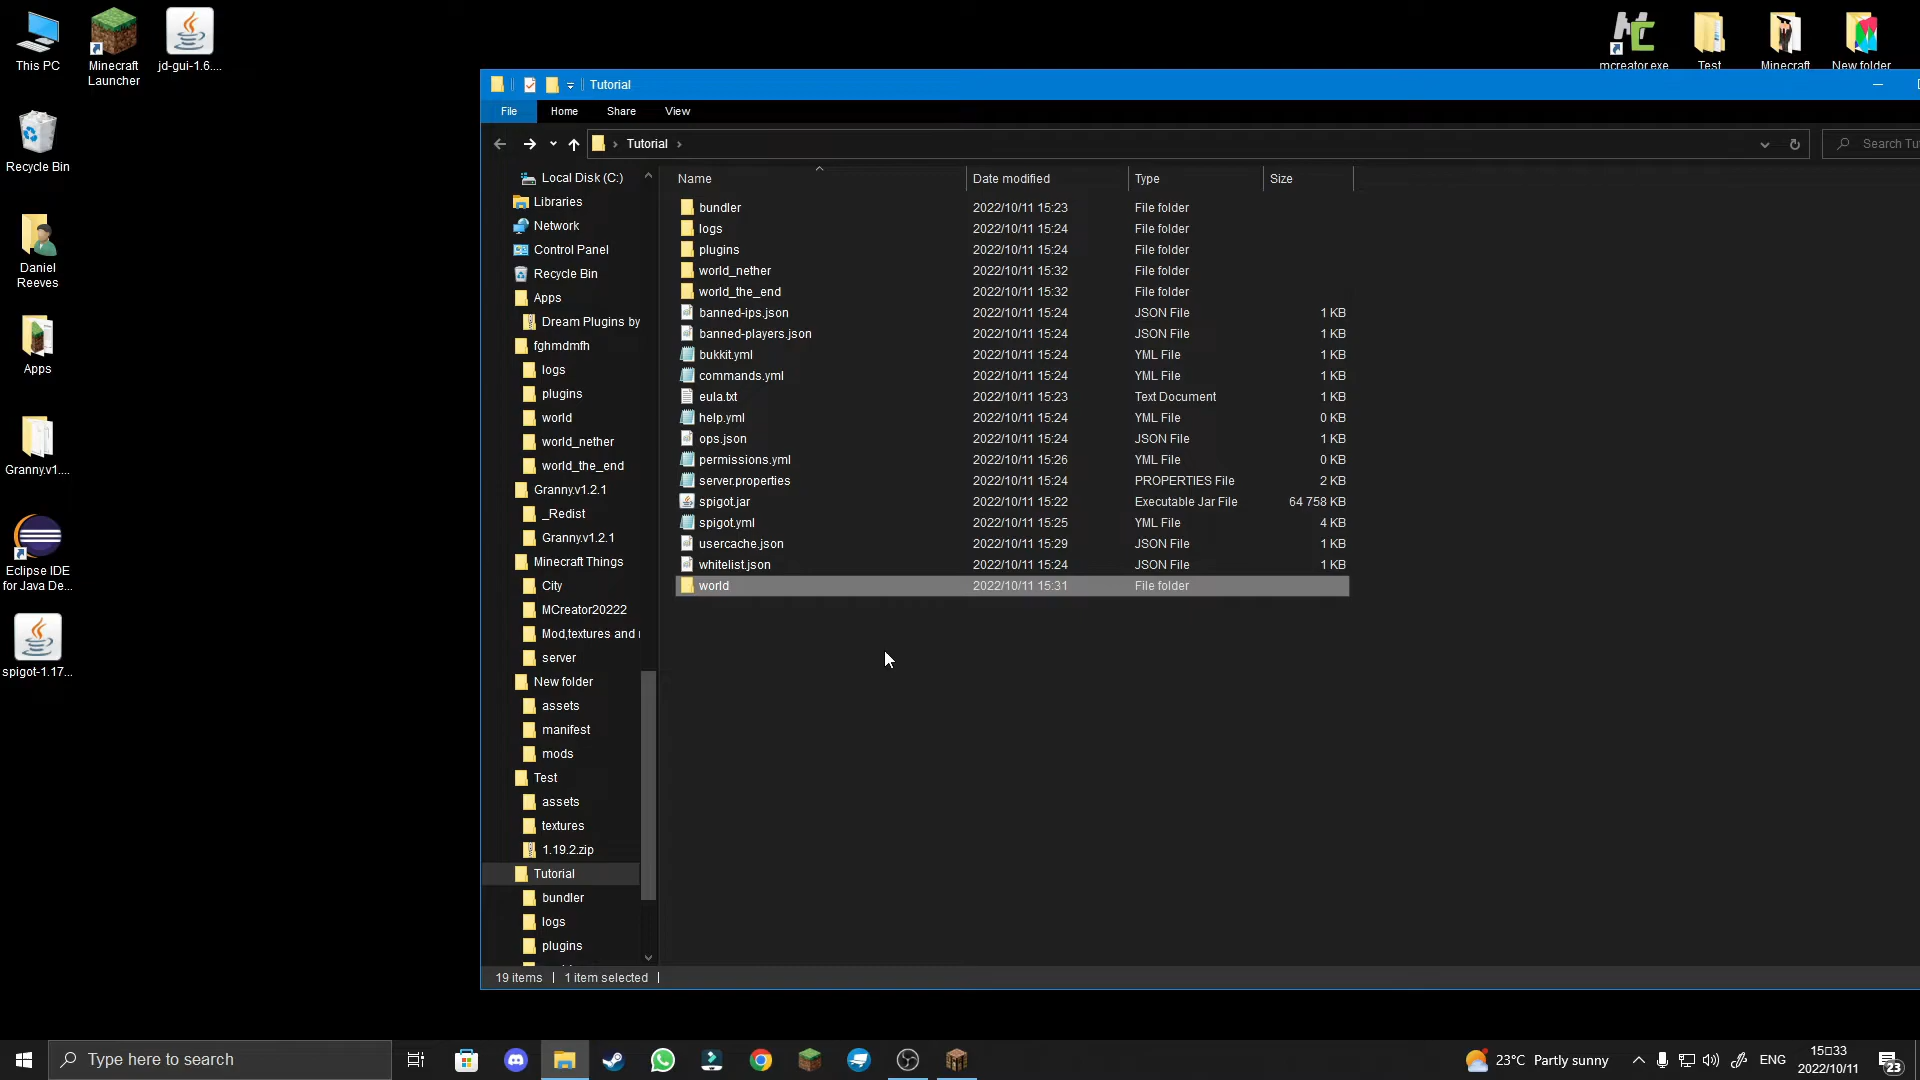 This PC
Minecraft
Launcher
jd-gui-1.6....
Recycle Bin
Daniel
Reeves
Apps
Granny.v1....
Eclipse IDE
for Java De...
spigot-1.17...
mcreator.exe
Test
Minecraft
New folder
Tutorial
File
Home
Share
View
Tutorial
Search Tu
Local Disk (C:)
Libraries
Network
Control Panel
Recycle Bin
Apps
Dream Plugins by
fghmdmfh
logs
plugins
world
world_nether
world_the_end
Granny.v1.2.1
_Redist
Granny.v1.2.1
Minecraft Things
City
MCreator20222
Mod,textures and
server
New folder
assets
manifest
mods
Test
assets
textures
1.19.2.zip
Tutorial
bundler
logs
plugins
Name Date modified Type Size
bundler 2022/10/11 15:23 File folder
logs 2022/10/11 15:24 File folder
plugins 2022/10/11 15:24 File folder
world_nether 2022/10/11 15:32 File folder
world_the_end 2022/10/11 15:32 File folder
banned-ips.json 2022/10/11 15:24 JSON File 1 KB
banned-players.json 2022/10/11 15:24 JSON File 1 KB
bukkit.yml 2022/10/11 15:24 YML File 1 KB
commands.yml 2022/10/11 15:24 YML File 1 KB
eula.txt 2022/10/11 15:23 Text Document 1 KB
help.yml 2022/10/11 15:24 YML File 0 KB
ops.json 2022/10/11 15:24 JSON File 1 KB
permissions.yml 2022/10/11 15:26 YML File 0 KB
server.properties 2022/10/11 15:24 PROPERTIES File 2 KB
spigot.jar 2022/10/11 15:22 Executable Jar File 64 758 KB
spigot.yml 2022/10/11 15:25 YML File 4 KB
usercache.json 2022/10/11 15:29 JSON File 1 KB
whitelist.json 2022/10/11 15:24 JSON File 1 KB
world 2022/10/11 15:31 File folder
19 items 1 item selected
Type here to search
23°C Partly sunny
ENG
15□33
2022/10/11
23